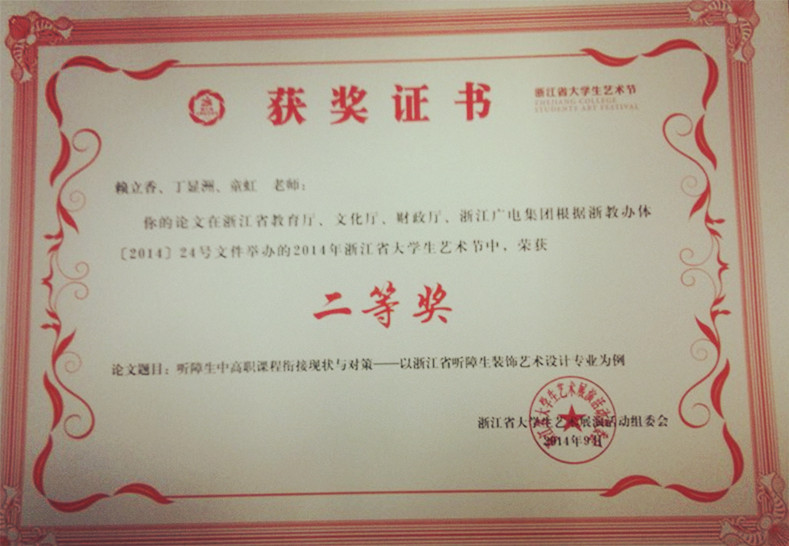 获奖证书
浙江省大学生艺术节
ZHEJIANG COLLEGE
STUDENTS ART FESTIVAL
赖立香、丁显洲、童虹 老师：
你的论文在浙江省教育厅、文化厅、财政厅、浙江广电集团根据浙教办体
〔2014〕24号文件举办的2014年浙江省大学生艺术节中，荣获
二等奖
论文题目：听障生中高职课程衔接现状与对策——以浙江省听障生装饰艺术设计专业为例
浙江省大学生艺术展演活动组委会
2014年9月